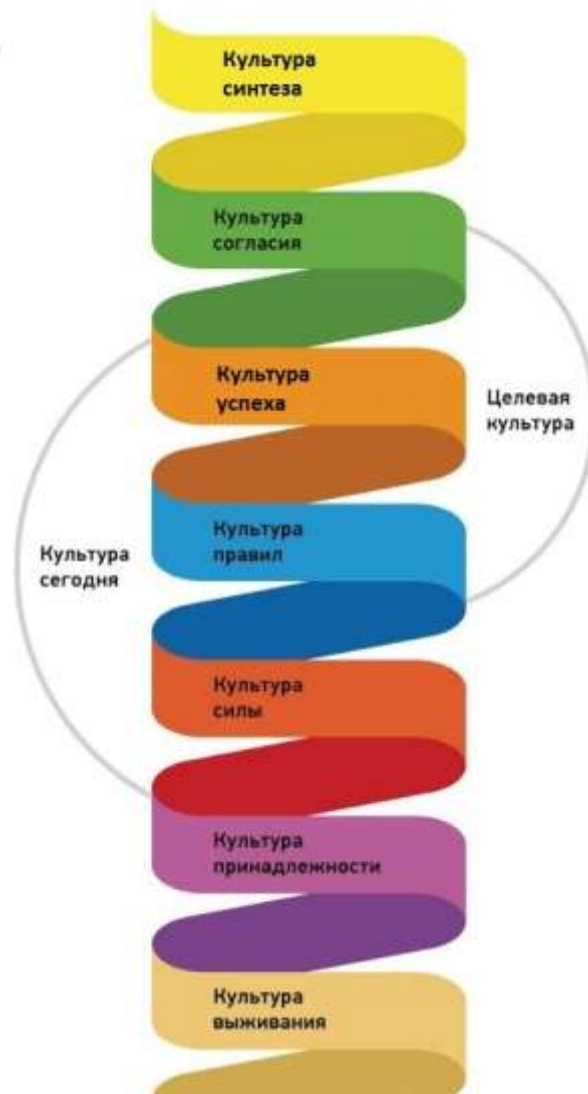 Культура
синтеза
Культура
согласия
Культура
успеха
Целевая
культура
Культура
правил
Культура
сегодня
Культура
силы
Культура
принадлежности
Культура
выживания